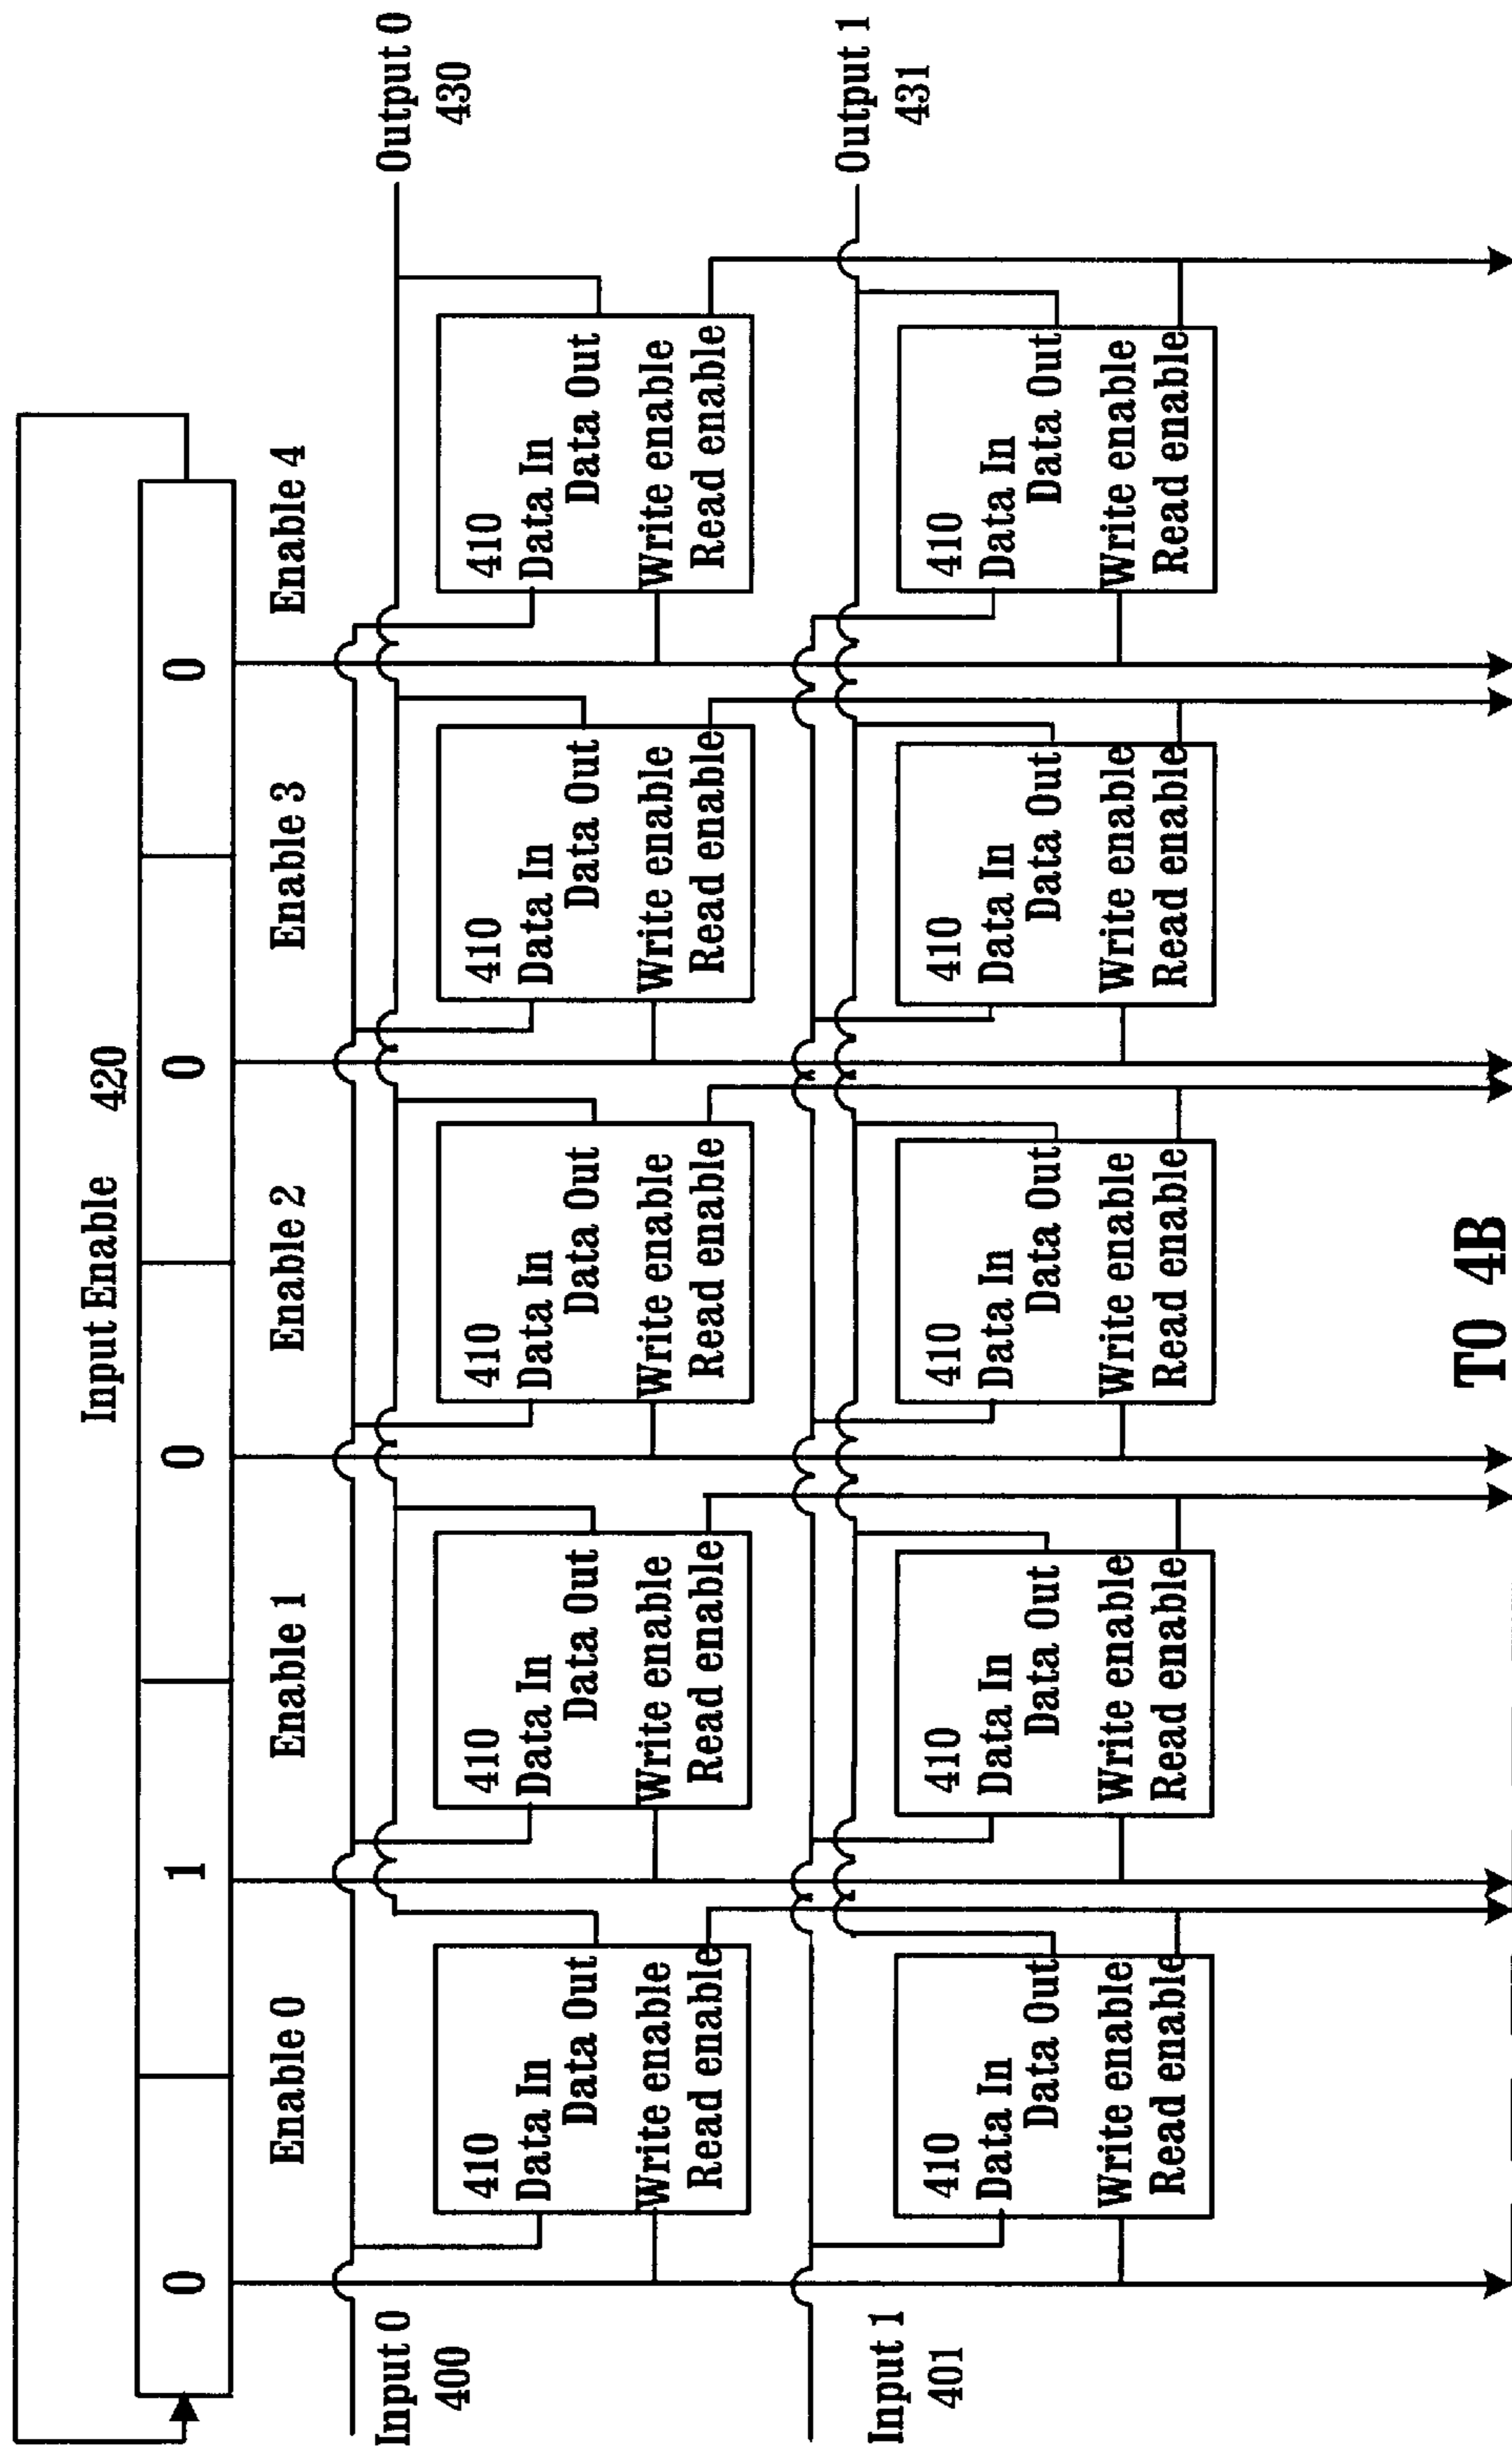 Input Enable 420
0 1 0 0 0
Enable 0 Enable 1 Enable 2 Enable 3 Enable 4
Input 0
400
Output 0
430
410
Data In
Data Out
Write enable
Read enable
410
Data In
Data Out
Write enable
Read enable
410
Data In
Data Out
Write enable
Read enable
410
Data In
Data Out
Write enable
Read enable
410
Data In
Data Out
Write enable
Read enable
Input 1
401
Output 1
431
410
Data In
Data Out
Write enable
Read enable
410
Data In
Data Out
Write enable
Read enable
410
Data In
Data Out
Write enable
Read enable
410
Data In
Data Out
Write enable
Read enable
410
Data In
Data Out
Write enable
Read enable
TO 4B